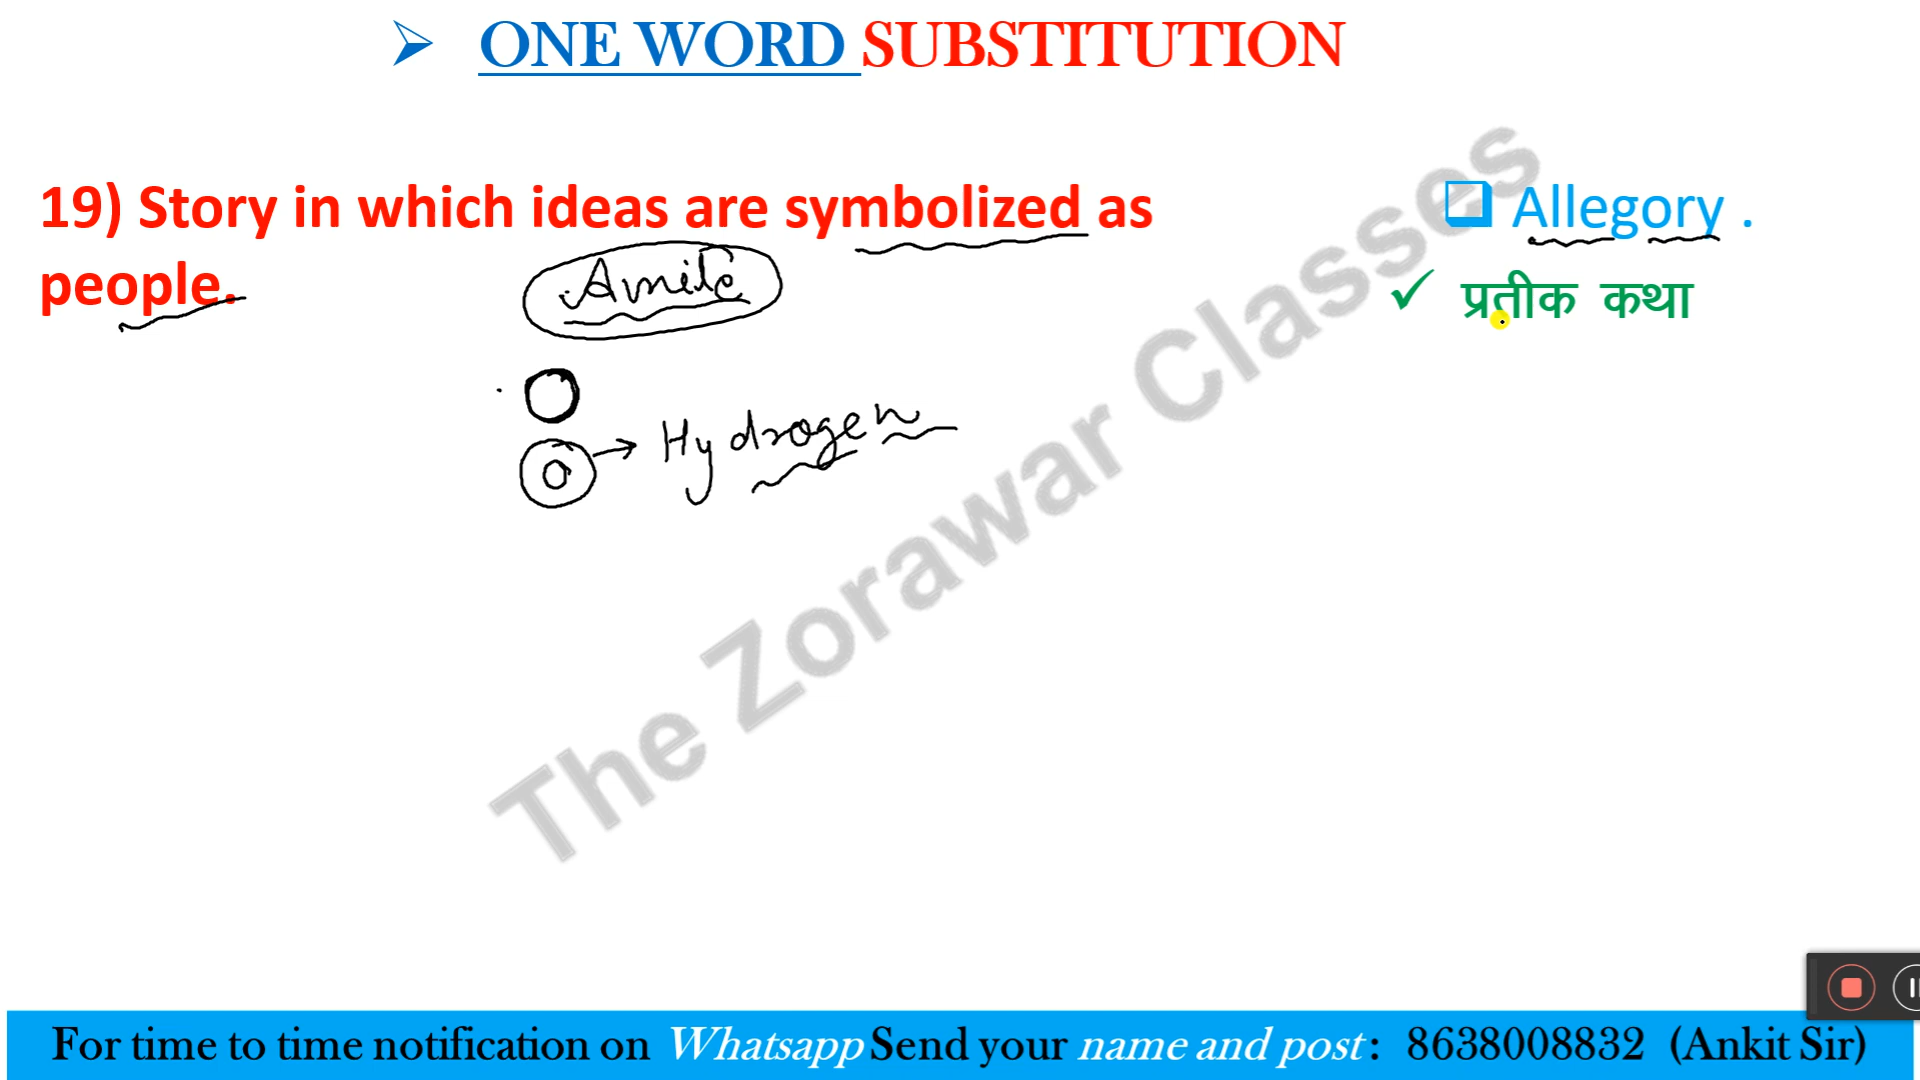 ➢ ONE WORD SUBSTITUTION
19) Story in which ideas are symbolized as
people.
❑ Allegory .
✓ प्रतीक कथा
Hydrogen
The Zorawar Classes
For time to time notification on Whatsapp Send your name and post : 8638008832 (Ankit Sir)